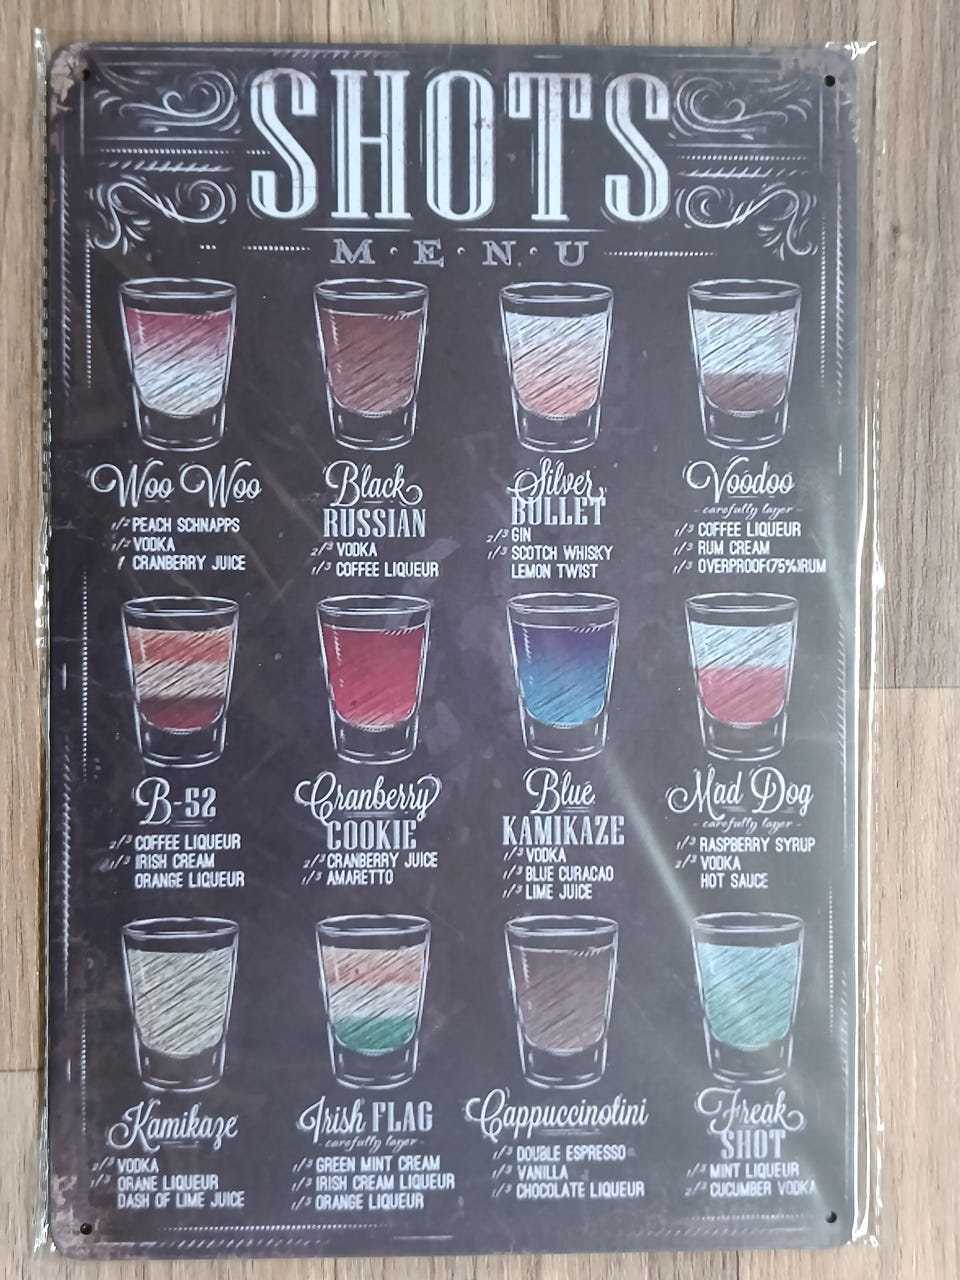 SHOTS
M·E·N·U
Woo Woo
1/2 PEACH SCHNAPPS
1/2 VODKA
1 CRANBERRY JUICE
Black
RUSSIAN
2/3 VODKA
1/3 COFFEE LIQUEUR
Silver
BULLET
2/3 GIN
1/3 SCOTCH WHISKY
LEMON TWIST
Voodoo
- carefully layer -
1/3 COFFEE LIQUEUR
1/3 RUM CREAM
1/3 OVERPROOF(75%)RUM
B-52
2/3 COFFEE LIQUEUR
1/3 IRISH CREAM
ORANGE LIQUEUR
Cranberry
COOKIE
2/3 CRANBERRY JUICE
1/3 AMARETTO
Blue
KAMIKAZE
1/3 VODKA
1/3 BLUE CURACAO
1/3 LIME JUICE
Mad Dog
- carefully layer -
1/3 RASPBERRY SYRUP
2/3 VODKA
HOT SAUCE
Kamikaze
2/3 VODKA
1/3 ORANE LIQUEUR
DASH OF LIME JUICE
Irish FLAG
- carefully layer -
1/3 GREEN MINT CREAM
1/3 IRISH CREAM LIQUEUR
1/3 ORANGE LIQUEUR
Cappuccinotini
1/3 DOUBLE ESPRESSO
1/3 VANILLA
1/3 CHOCOLATE LIQUEUR
Freak
SHOT
1/3 MINT LIQUEUR
2/3 CUCUMBER VODKA